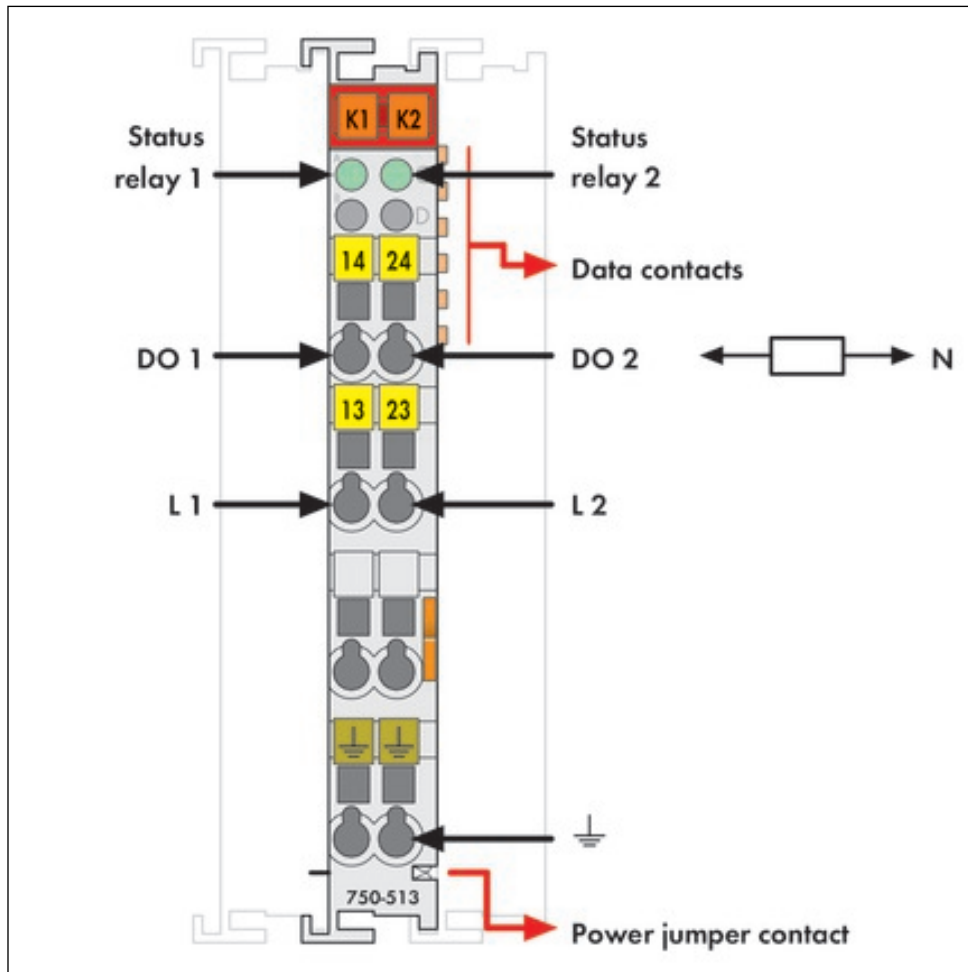 K1 K2
Status
relay 1
Status
relay 2
D
Data contacts
14 24
DO 1
DO 2
N
13 23
L 1
L 2
750-513
Power jumper contact